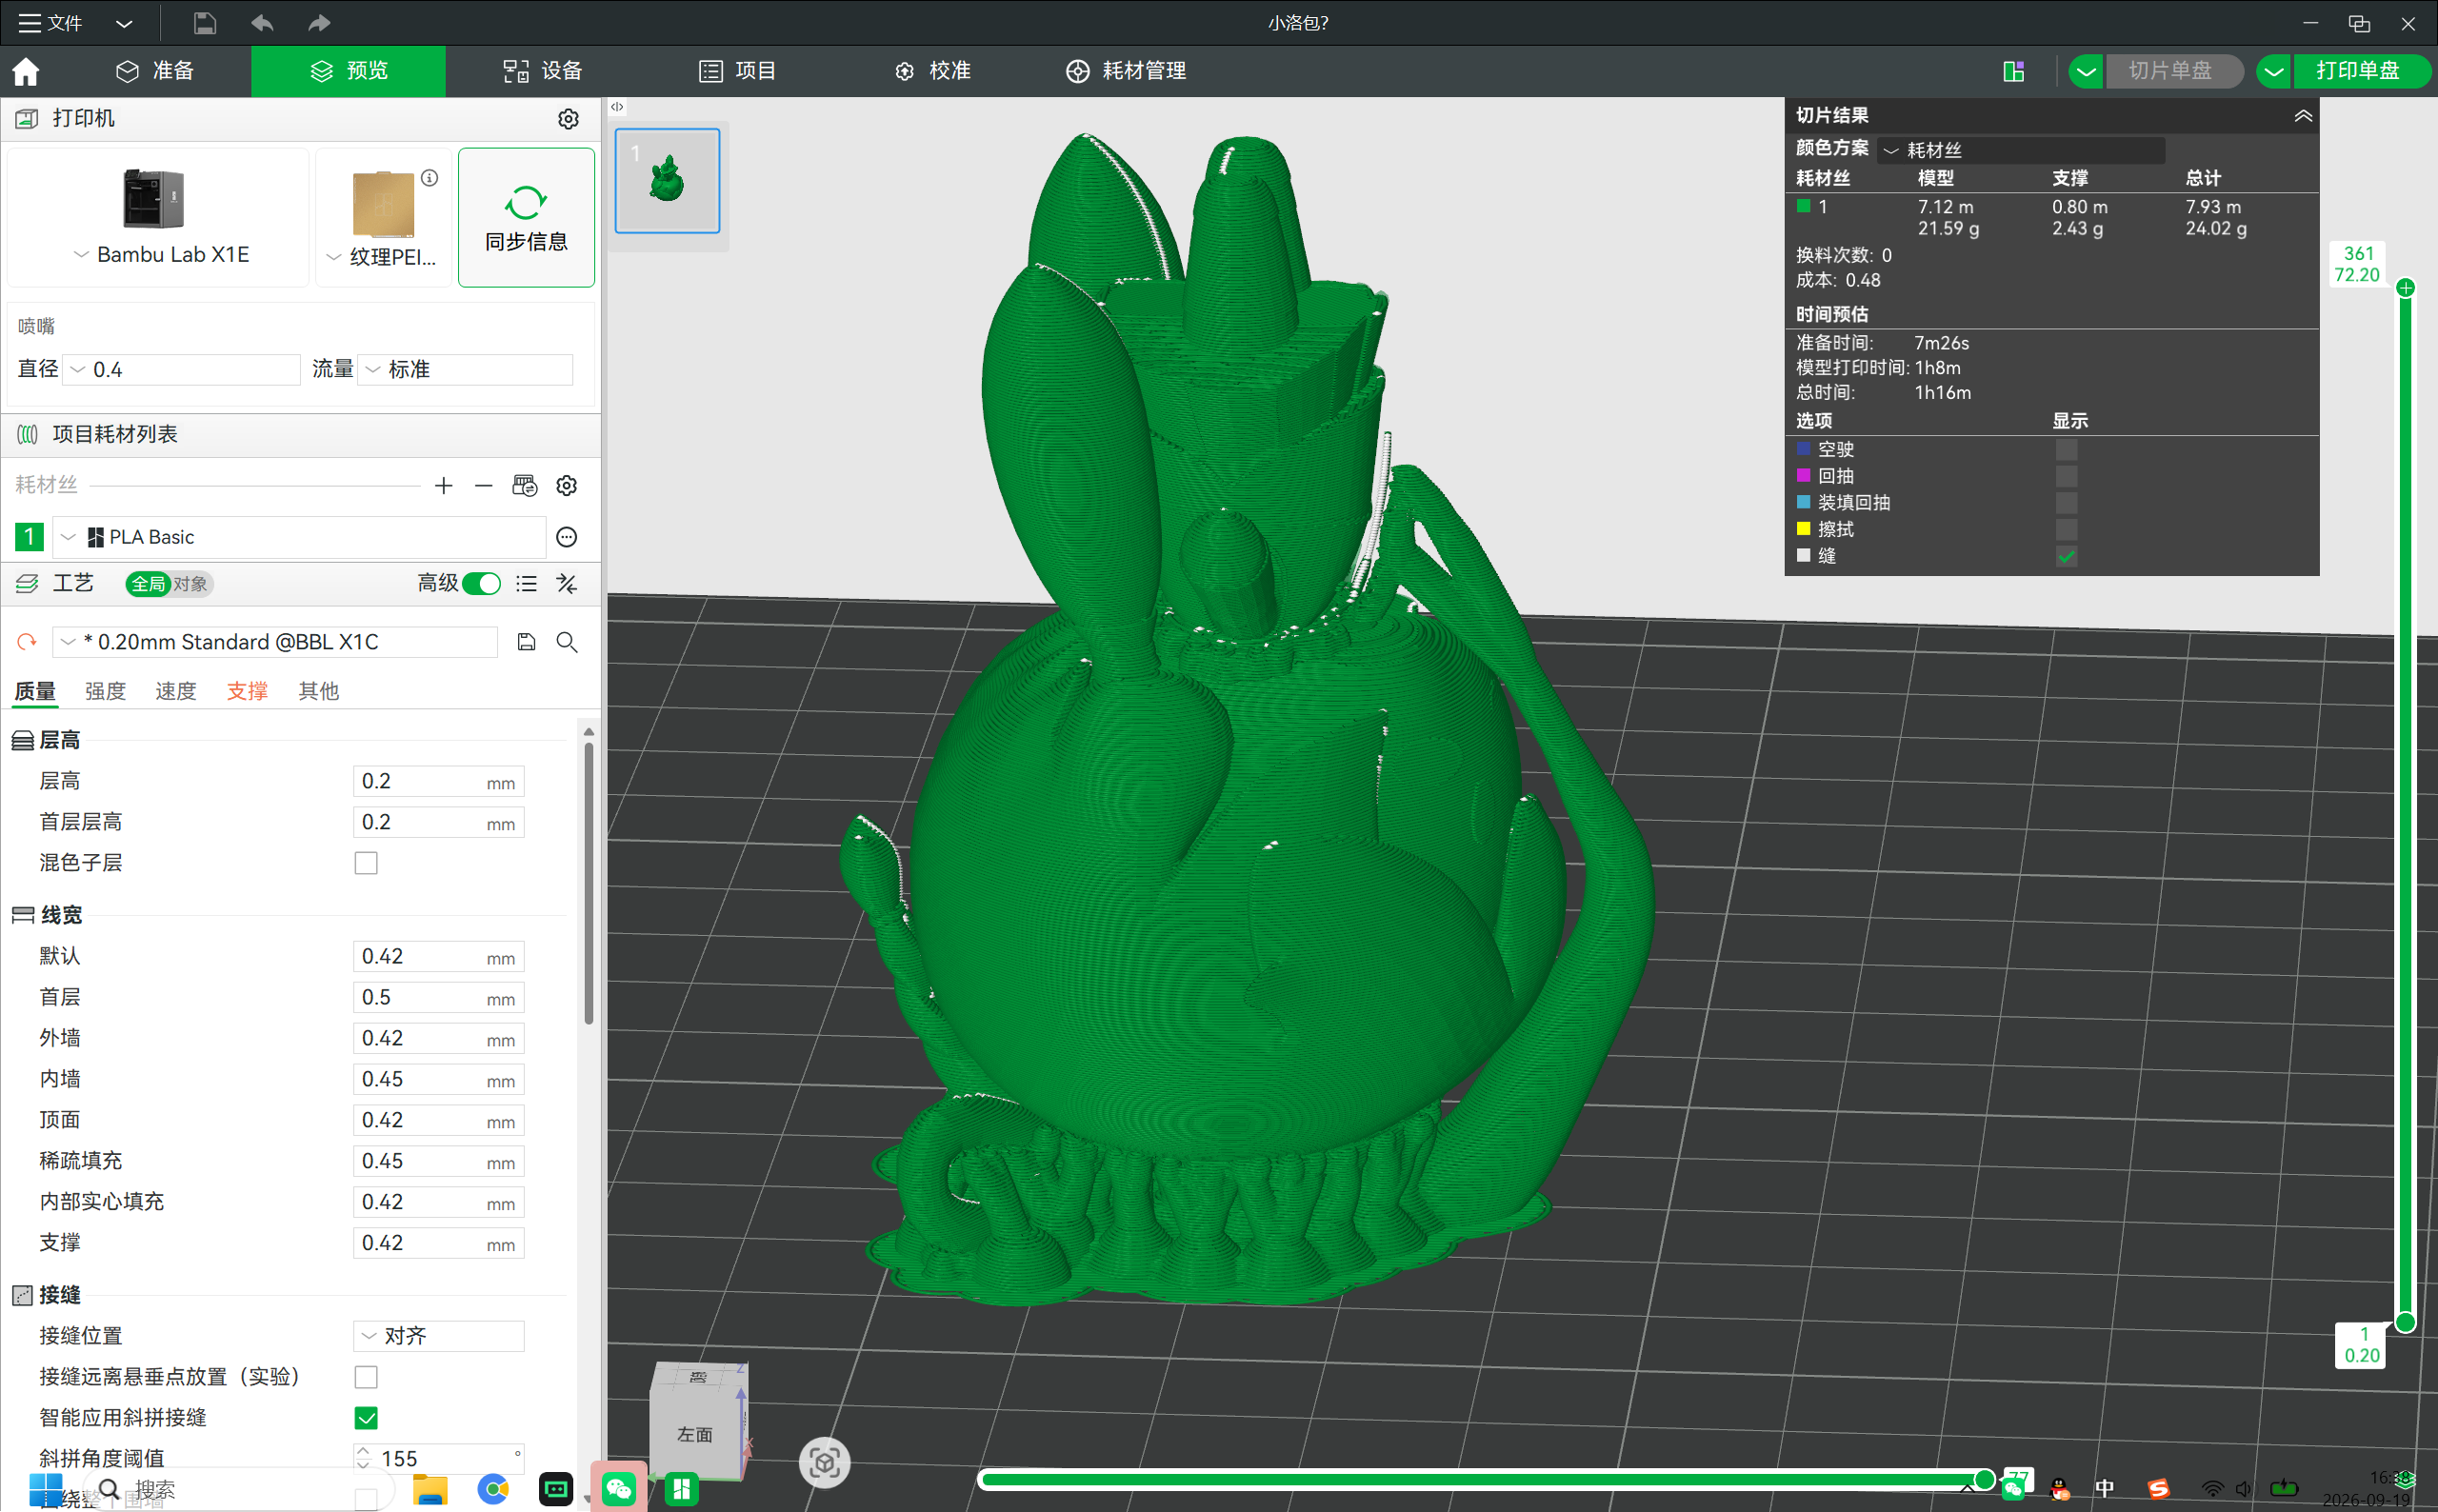 文件
小洛包?
准备
预览
设备
项目
校准
耗材管理
切片单盘
打印单盘
打印机
Bambu Lab X1E
纹理PEI...
同步信息
喷嘴
直径 0.4 流量 标准
项目耗材列表
耗材丝
1 PLA Basic
工艺 全局 对象 高级
* 0.20mm Standard @BBL X1C
质量 强度 速度 支撑 其他
层高
层高 0.2 mm
首层层高 0.2 mm
混色子层
线宽
默认 0.42 mm
首层 0.5 mm
外墙 0.42 mm
内墙 0.45 mm
顶面 0.42 mm
稀疏填充 0.45 mm
内部实心填充 0.42 mm
支撑 0.42 mm
接缝
接缝位置 对齐
接缝远离悬垂点放置（实验）
智能应用斜拼接缝
斜拼角度阈值 155 °
1
切片结果
颜色方案 耗材丝
耗材丝 模型 支撑 总计
1 7.12 m 0.80 m 7.93 m
21.59 g 2.43 g 24.02 g
换料次数: 0
成本: 0.48
时间预估
准备时间: 7m26s
模型打印时间: 1h8m
总时间: 1h16m
选项 显示
空驶
回抽
装填回抽
擦拭
缝
361
72.20
1
0.20
左面
Z
搜索
中
2026-09-19